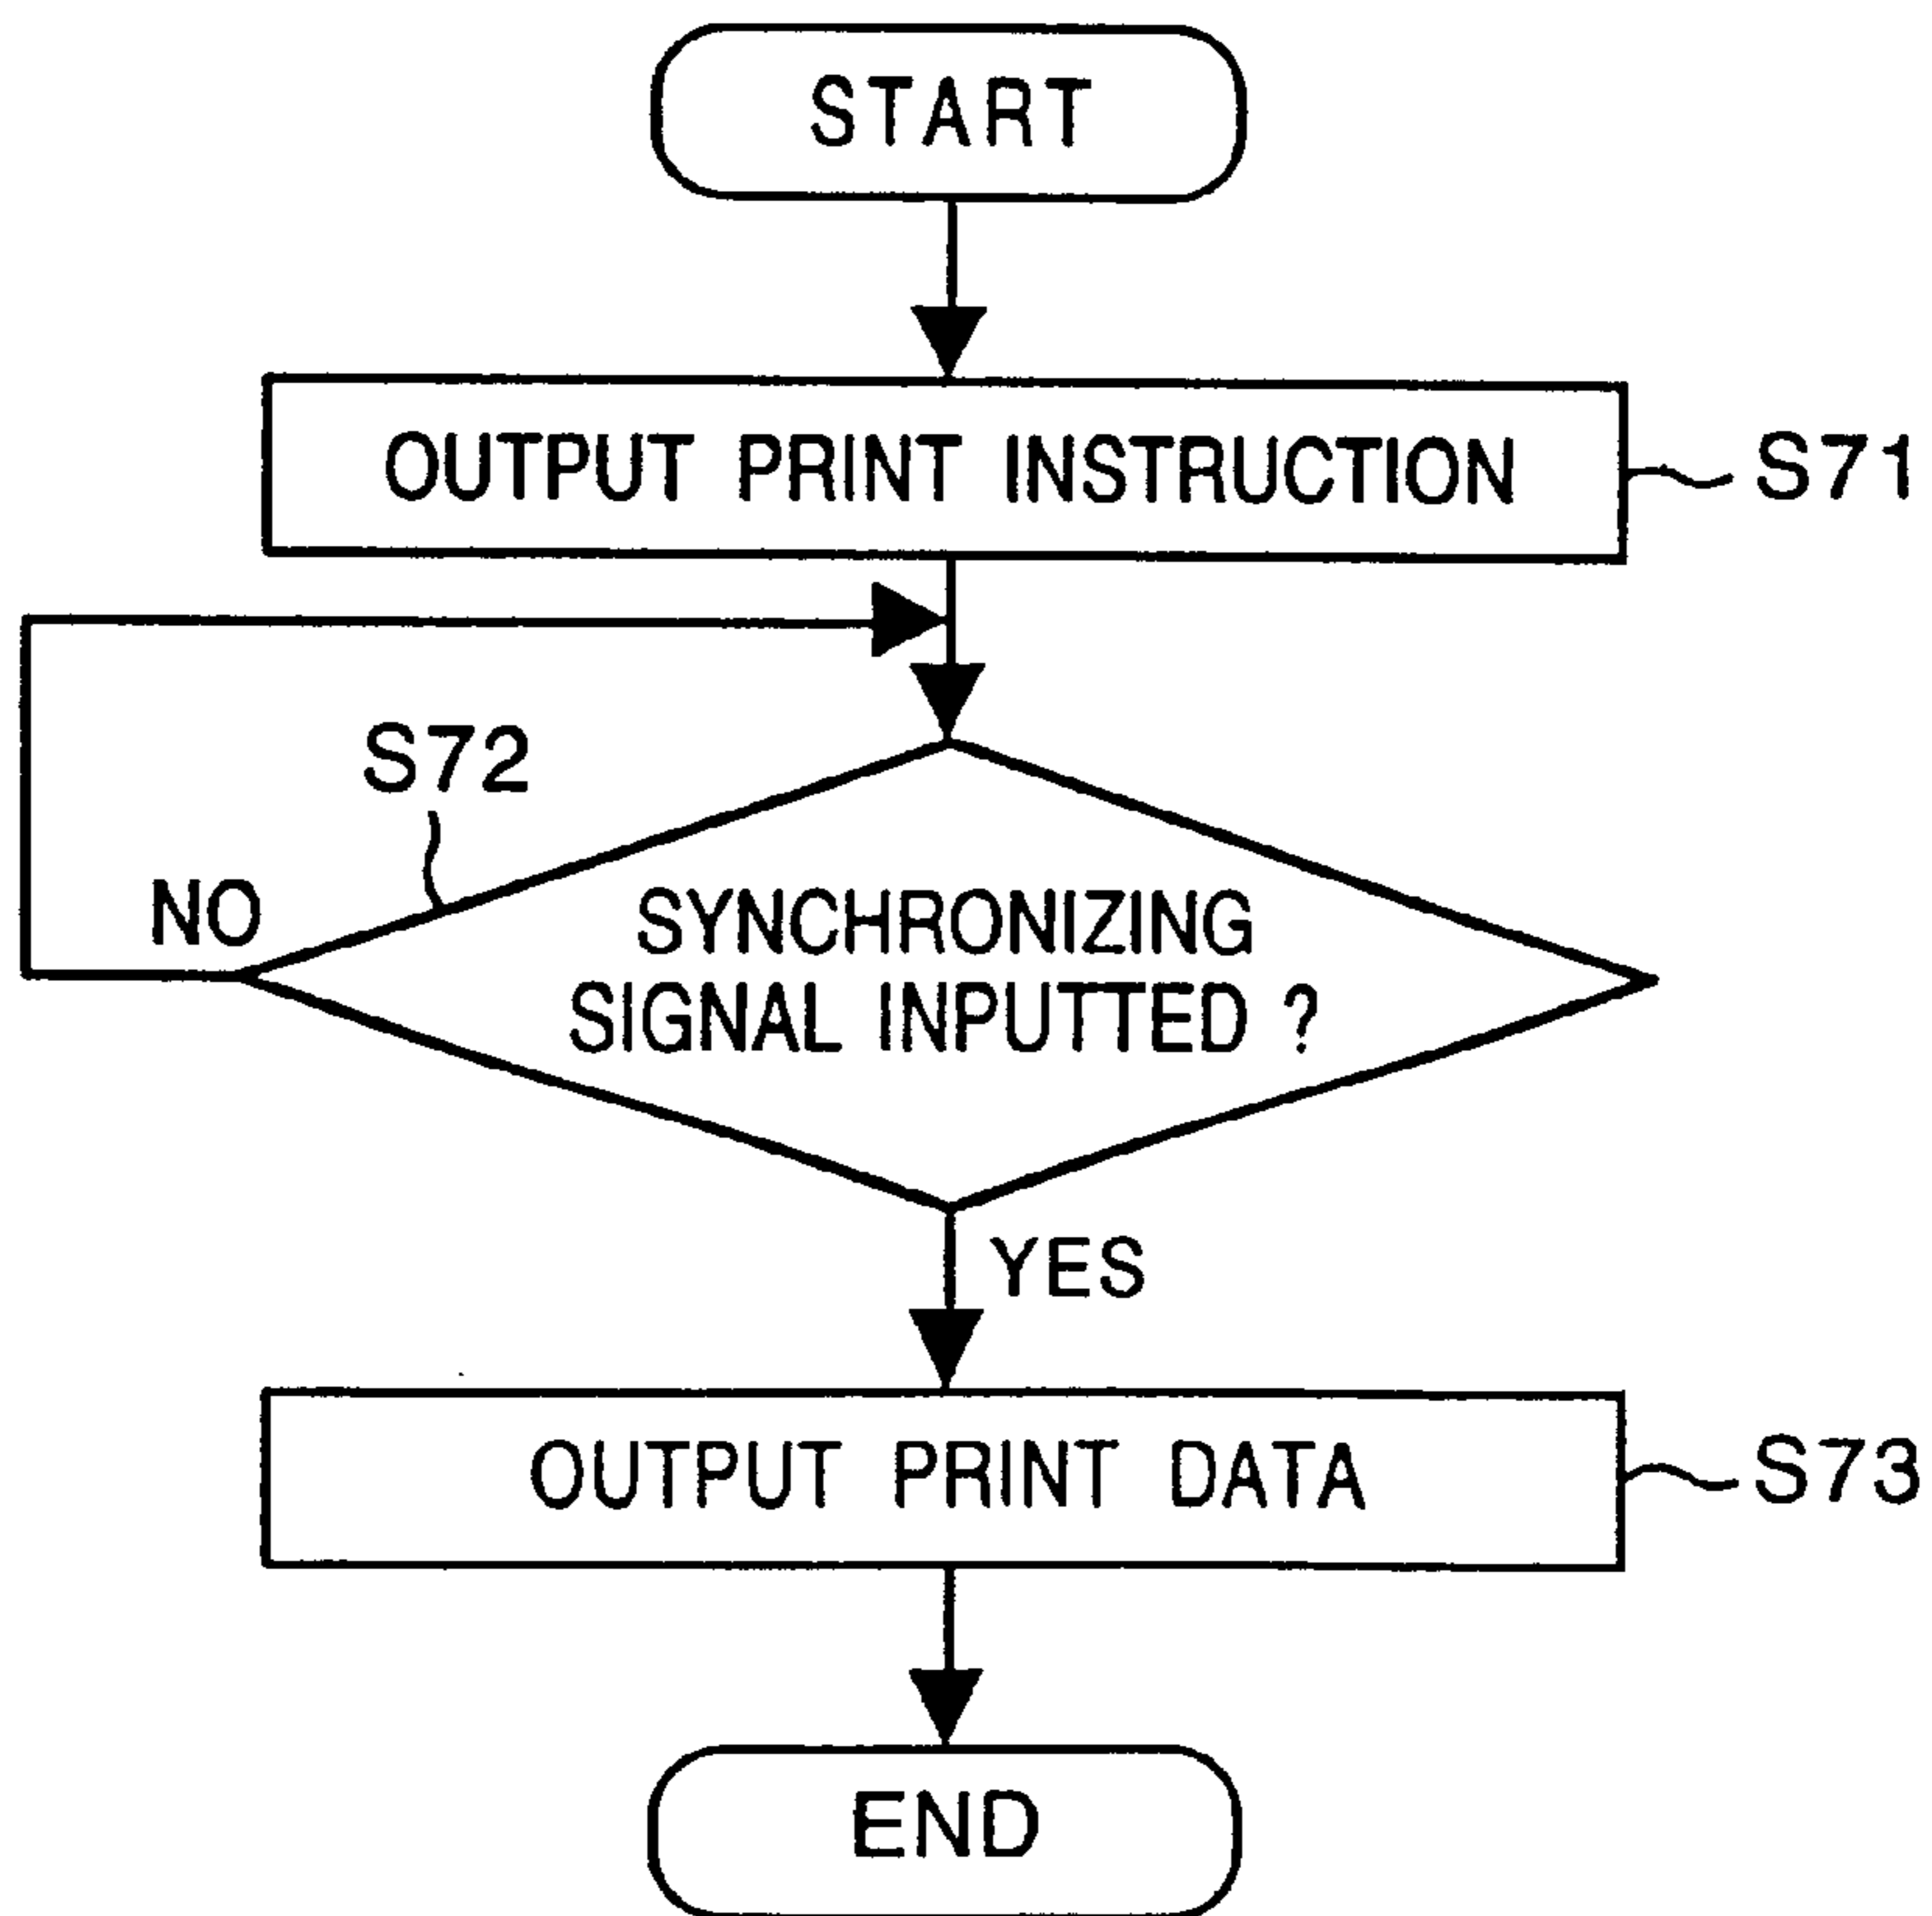 START
OUTPUT PRINT INSTRUCTION
S71
S72
NO
SYNCHRONIZING
SIGNAL INPUTTED ?
YES
OUTPUT PRINT DATA
S73
END